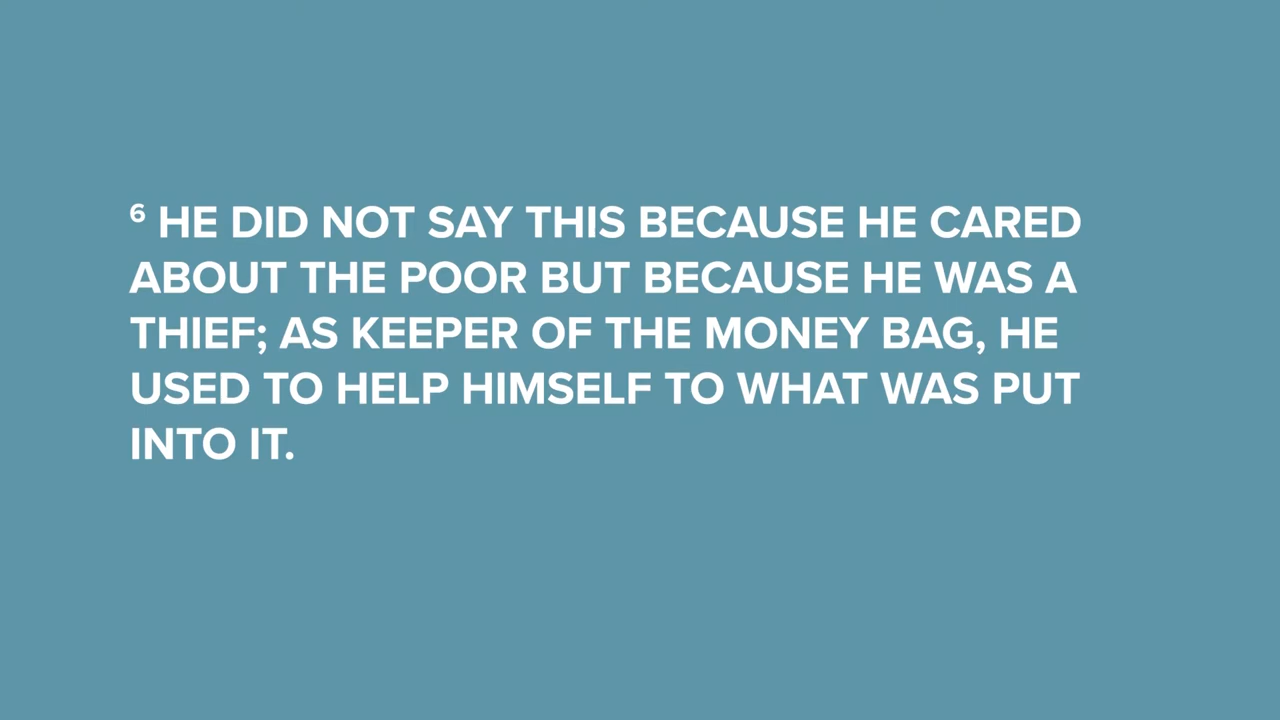 ⁶ HE DID NOT SAY THIS BECAUSE HE CARED
ABOUT THE POOR BUT BECAUSE HE WAS A
THIEF; AS KEEPER OF THE MONEY BAG, HE
USED TO HELP HIMSELF TO WHAT WAS PUT
INTO IT.